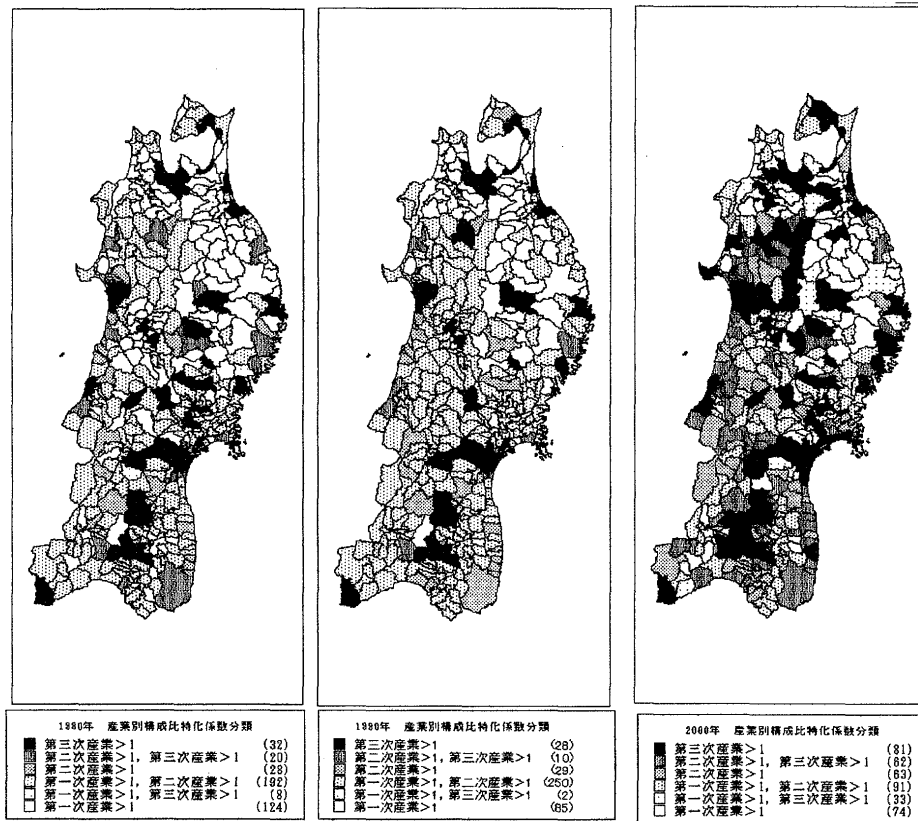 1980年 産業別構成比特化係数分類
第三次産業>1 (32)
第二次産業>1, 第三次産業>1 (20)
第二次産業>1 (28)
第一次産業>1, 第二次産業>1 (192)
第一次産業>1, 第三次産業>1 (8)
第一次産業>1 (124)
1990年 産業別構成比特化係数分類
第三次産業>1 (28)
第二次産業>1, 第三次産業>1 (10)
第二次産業>1 (29)
第一次産業>1, 第二次産業>1 (250)
第一次産業>1, 第三次産業>1 (2)
第一次産業>1 (85)
2000年 産業別構成比特化係数分類
第三次産業>1 (81)
第二次産業>1, 第三次産業>1 (62)
第二次産業>1 (63)
第一次産業>1, 第二次産業>1 (91)
第一次産業>1, 第三次産業>1 (33)
第一次産業>1 (74)